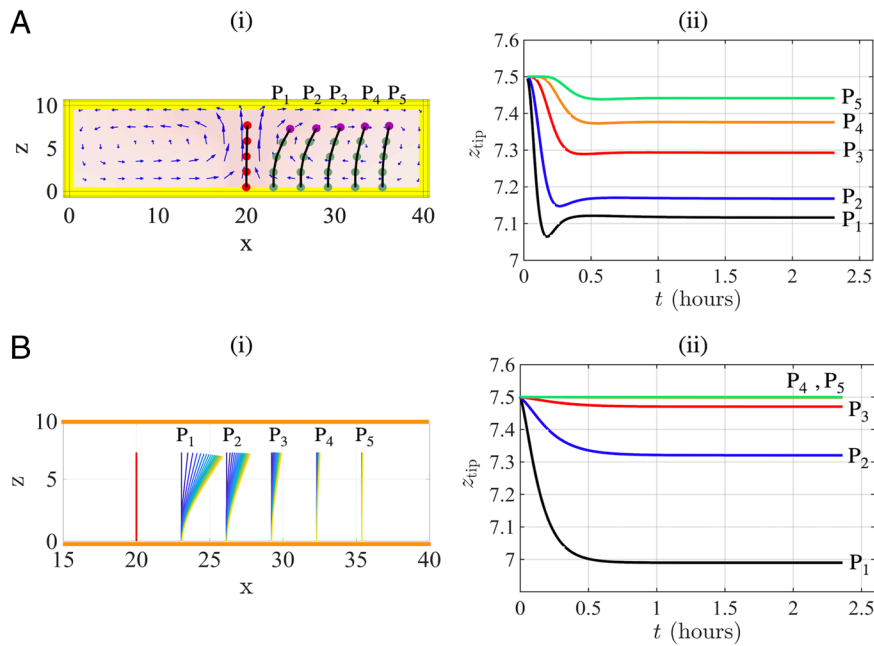 A
(i)
P1 P2 P3 P4 P5
10
5
0
z
0 10 20 30 40
x
(ii)
7.6
7.5
7.4
7.3
7.2
7.1
7
ztip
P5
P4
P3
P2
P1
0 0.5 1 1.5 2 2.5
t (hours)
B
(i)
P1 P2 P3 P4 P5
10
5
0
z
15 20 25 30 35 40
x
(ii)
7.6
7.5
7.4
7.3
7.2
7.1
7
ztip
P4 , P5
P3
P2
P1
0 0.5 1 1.5 2 2.5
t (hours)